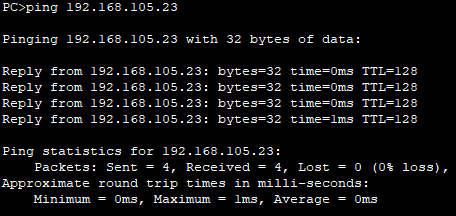 PC>ping 192.168.105.23
Pinging 192.168.105.23 with 32 bytes of data:
Reply from 192.168.105.23: bytes=32 time=0ms TTL=128
Reply from 192.168.105.23: bytes=32 time=0ms TTL=128
Reply from 192.168.105.23: bytes=32 time=0ms TTL=128
Reply from 192.168.105.23: bytes=32 time=1ms TTL=128
Ping statistics for 192.168.105.23:
    Packets: Sent = 4, Received = 4, Lost = 0 (0% loss),
Approximate round trip times in milli-seconds:
    Minimum = 0ms, Maximum = 1ms, Average = 0ms